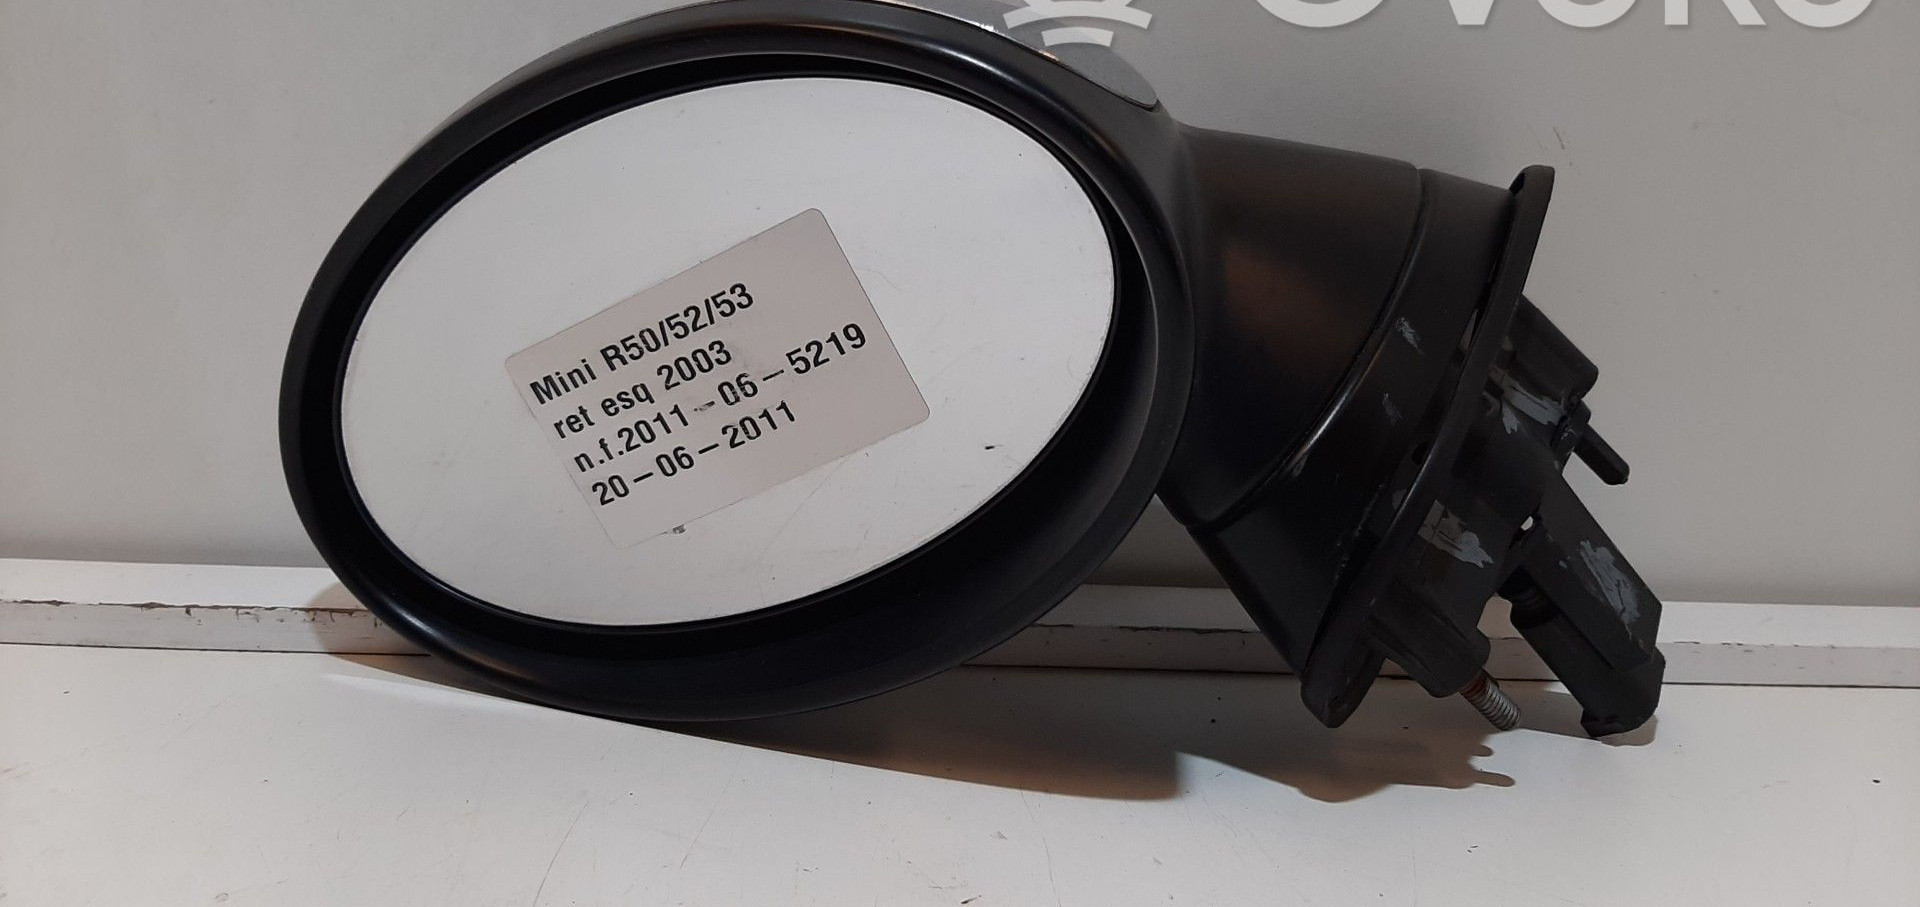 Mini R50/52/53
ret esq 2003
n.f.2011-06-5219
20-06-2011